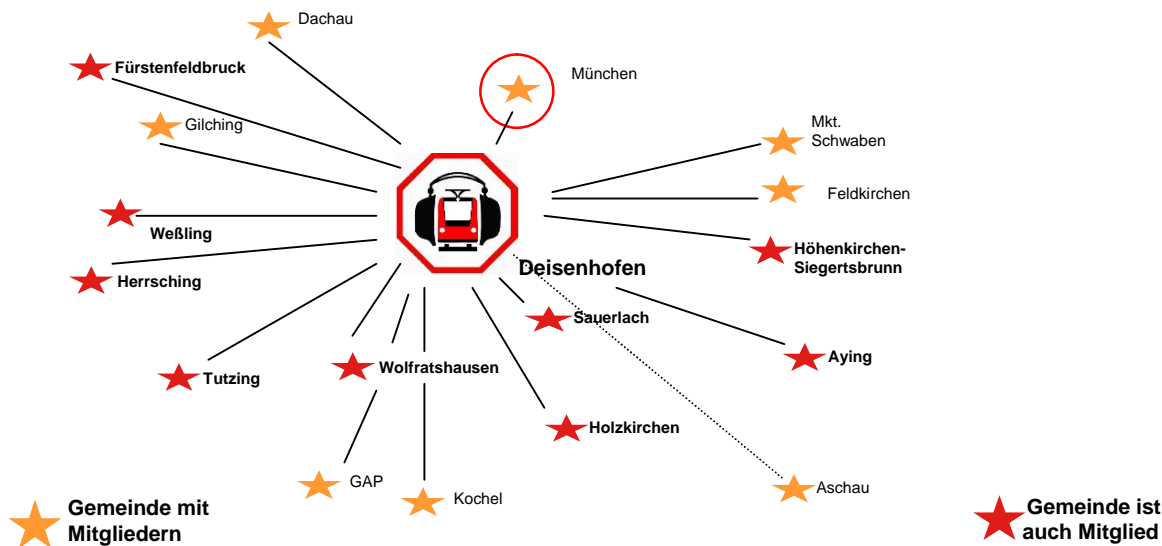 Dachau
Fürstenfeldbruck
München
Gilching
Mkt.
Schwaben
Feldkirchen
Weßling
Höhenkirchen-
Siegertsbrunn
Herrsching
Deisenhofen
Sauerlach
Aying
Wolfratshausen
Tutzing
Holzkirchen
GAP
Kochel
Aschau
Gemeinde mit
Mitgliedern
Gemeinde ist
auch Mitglied